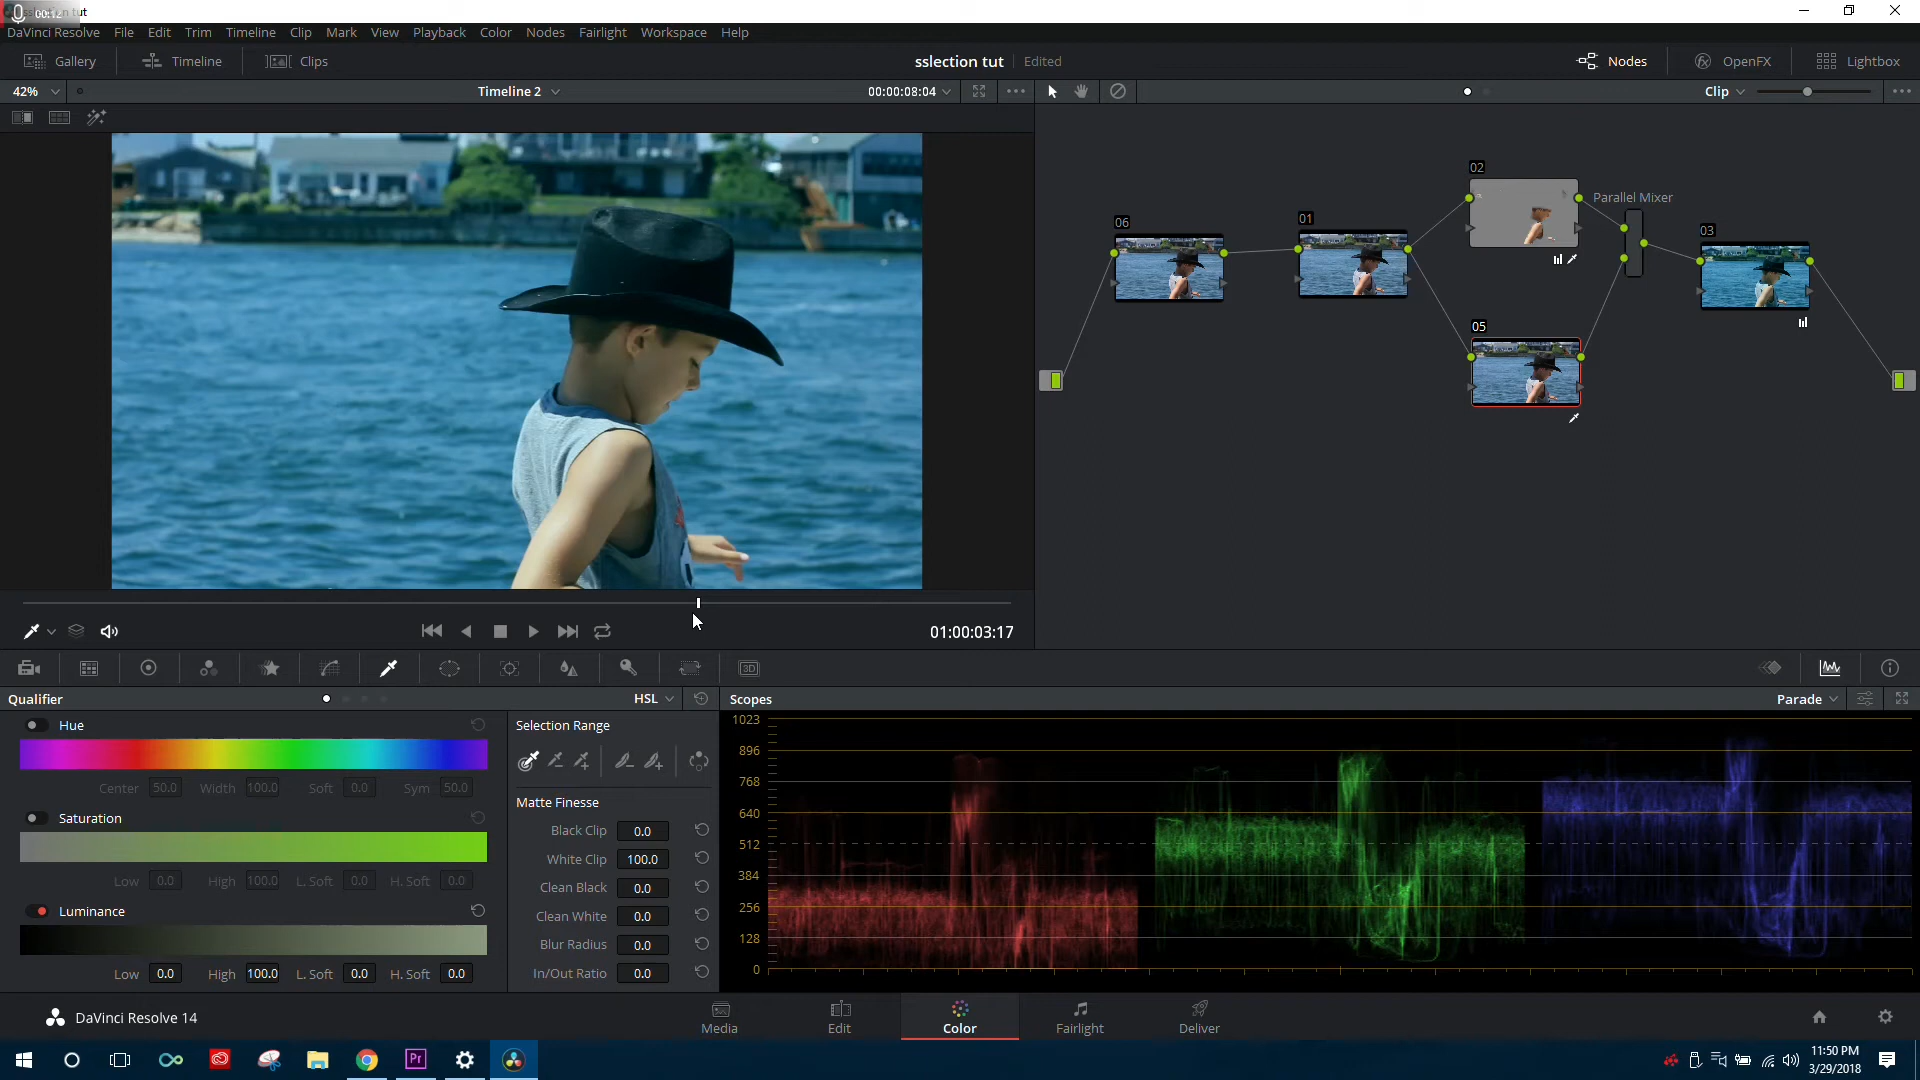 00:12
tut
DaVinci Resolve File Edit Trim Timeline Clip Mark View Playback Color Nodes Fairlight Workspace Help
Gallery Timeline Clips sslection tut Edited Nodes OpenFX Lightbox
42% Timeline 2 00:00:08:04 Clip
02
Parallel Mixer
06 01 03
05
01:00:03:17
3D
Qualifier HSL Scopes Parade
Hue Selection Range
Center 50.0 Width 100.0 Soft 0.0 Sym 50.0
Saturation
Low 0.0 High 100.0 L. Soft 0.0 H. Soft 0.0
Luminance
Low 0.0 High 100.0 L. Soft 0.0 H. Soft 0.0
Matte Finesse
Black Clip 0.0
White Clip 100.0
Clean Black 0.0
Clean White 0.0
Blur Radius 0.0
In/Out Ratio 0.0
1023
896
768
640
512
384
256
128
0
DaVinci Resolve 14 Media Edit Color Fairlight Deliver
Pr
11:50 PM
3/29/2018